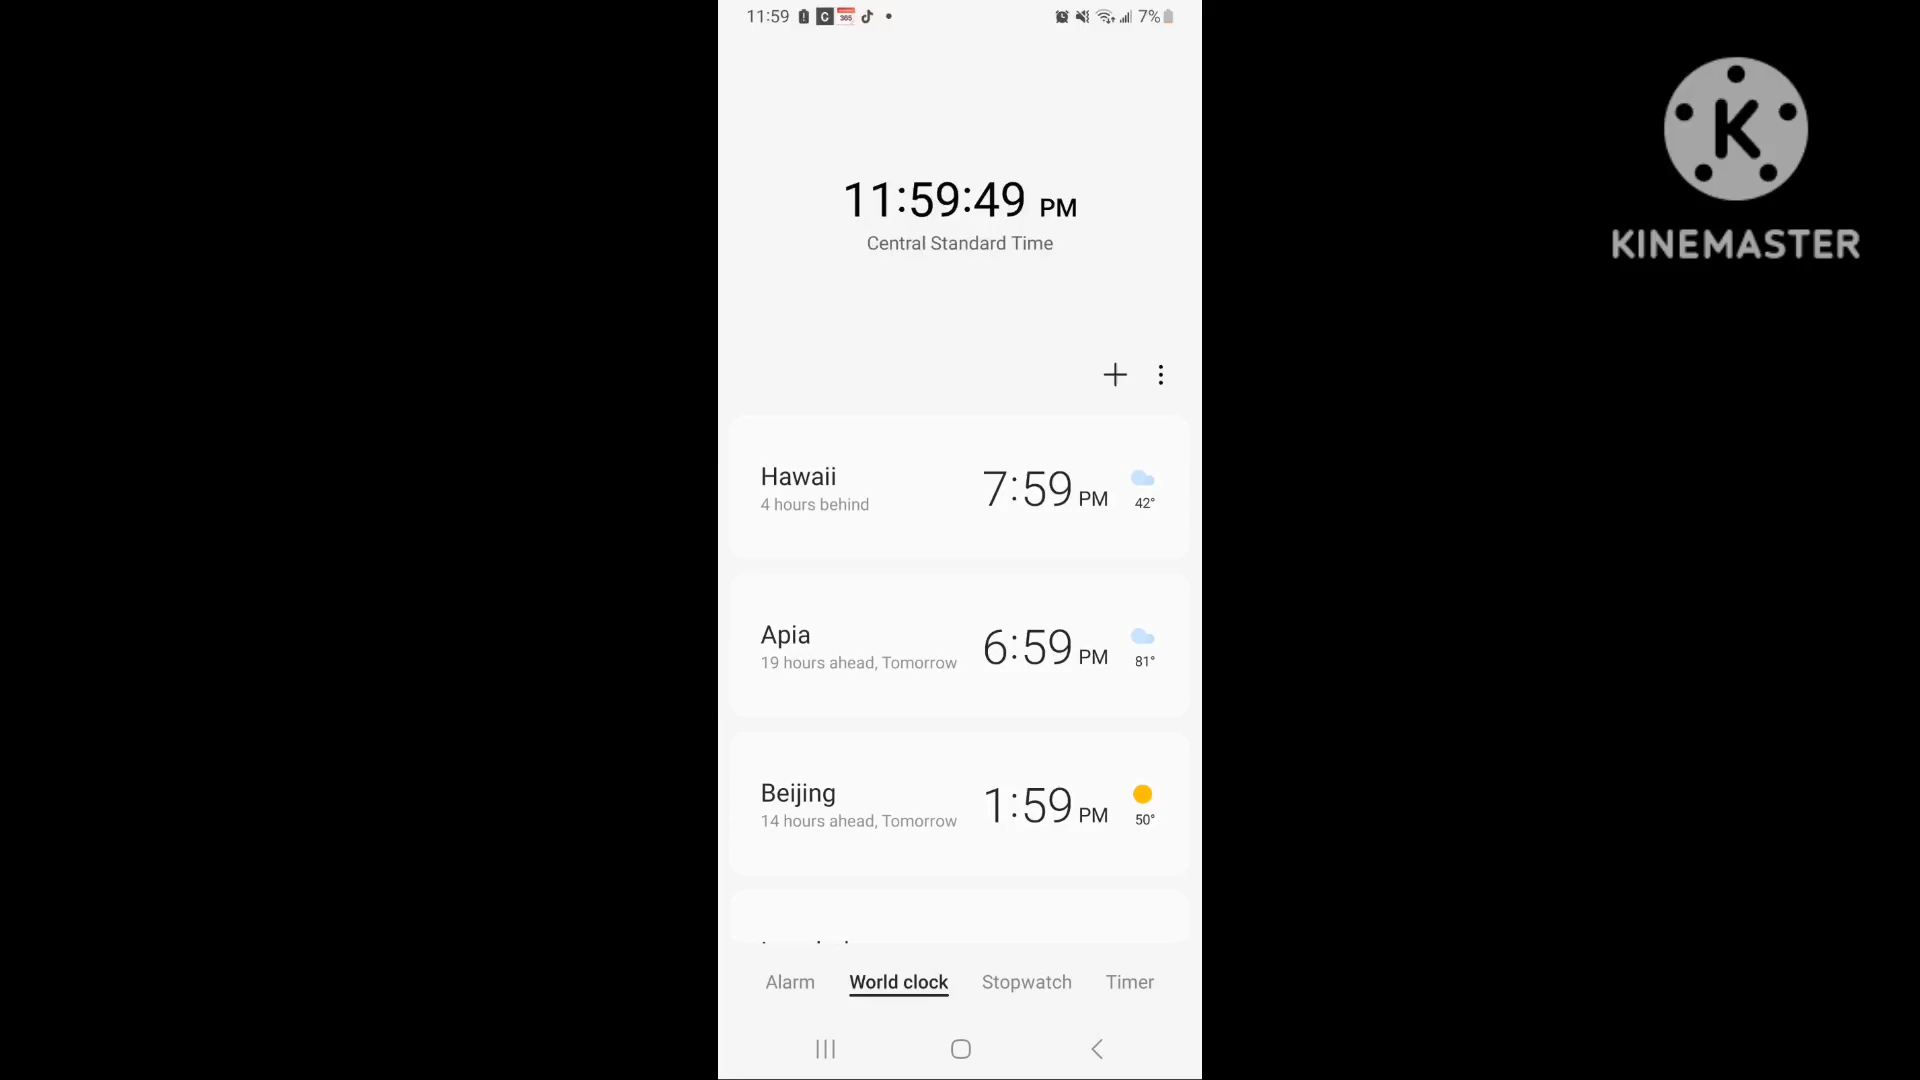 11:59 C 365 7%
K
KINEMASTER
11:59:49 PM
Central Standard Time
Hawaii 7:59 PM
4 hours behind 42°
Apia 6:59 PM
19 hours ahead, Tomorrow 81°
Beijing 1:59 PM
14 hours ahead, Tomorrow 50°
Alarm World clock Stopwatch Timer